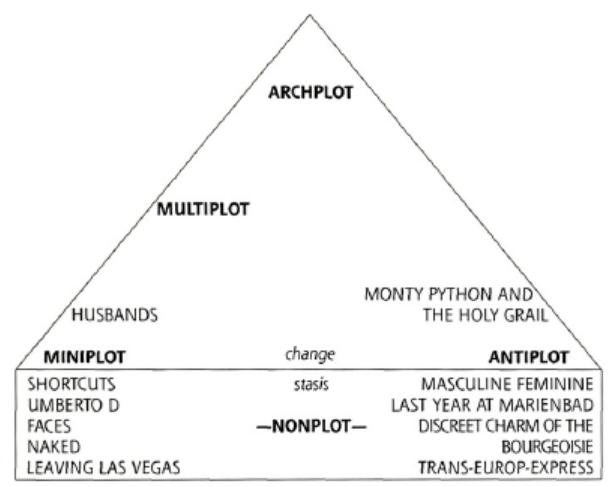 ARCHPLOT
MULTIPLOT
MONTY PYTHON AND
HUSBANDS
THE HOLY GRAIL
MINIPLOT
change
ANTIPLOT
SHORTCUTS
stasis
MASCULINE FEMININE
UMBERTO D
LAST YEAR AT MARIENBAD
FACES
—NONPLOT—
DISCREET CHARM OF THE
NAKED
BOURGEOISIE
LEAVING LAS VEGAS
TRANS-EUROP-EXPRESS